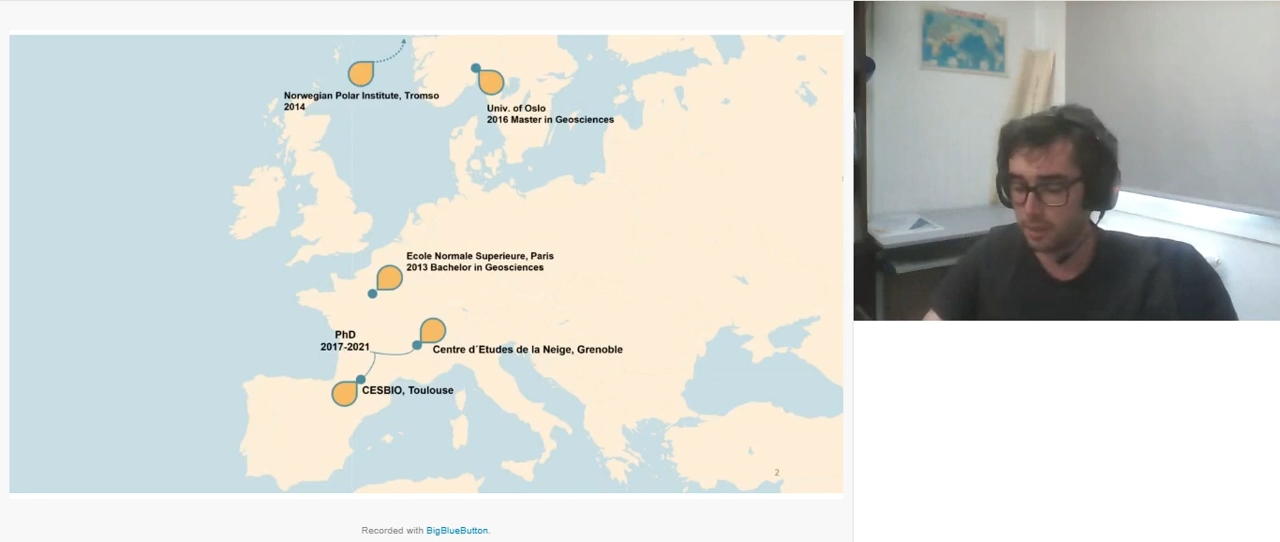 Norwegian Polar Institute, Tromso
2014
Univ. of Oslo
2016 Master in Geosciences
Ecole Normale Superieure, Paris
2013 Bachelor in Geosciences
PhD
2017-2021
Centre d´Etudes de la Neige, Grenoble
CESBIO, Toulouse
2
Recorded with BigBlueButton.